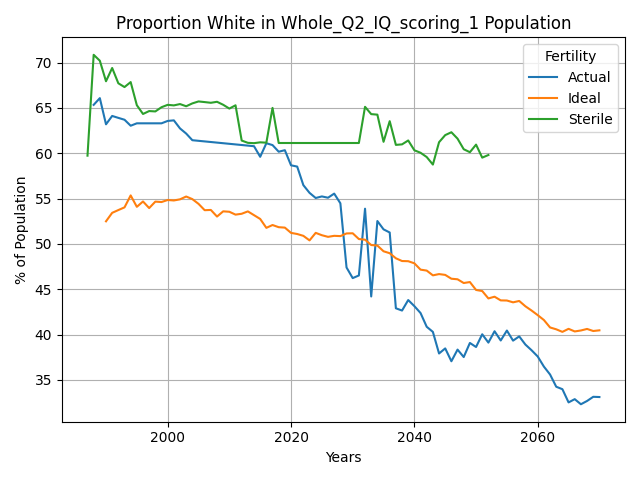 Proportion White in Whole_Q2_IQ_scoring_1 Population
Fertility
Actual
Ideal
Sterile
% of Population
70
65
60
55
50
45
40
35
2000
2020
2040
2060
Years